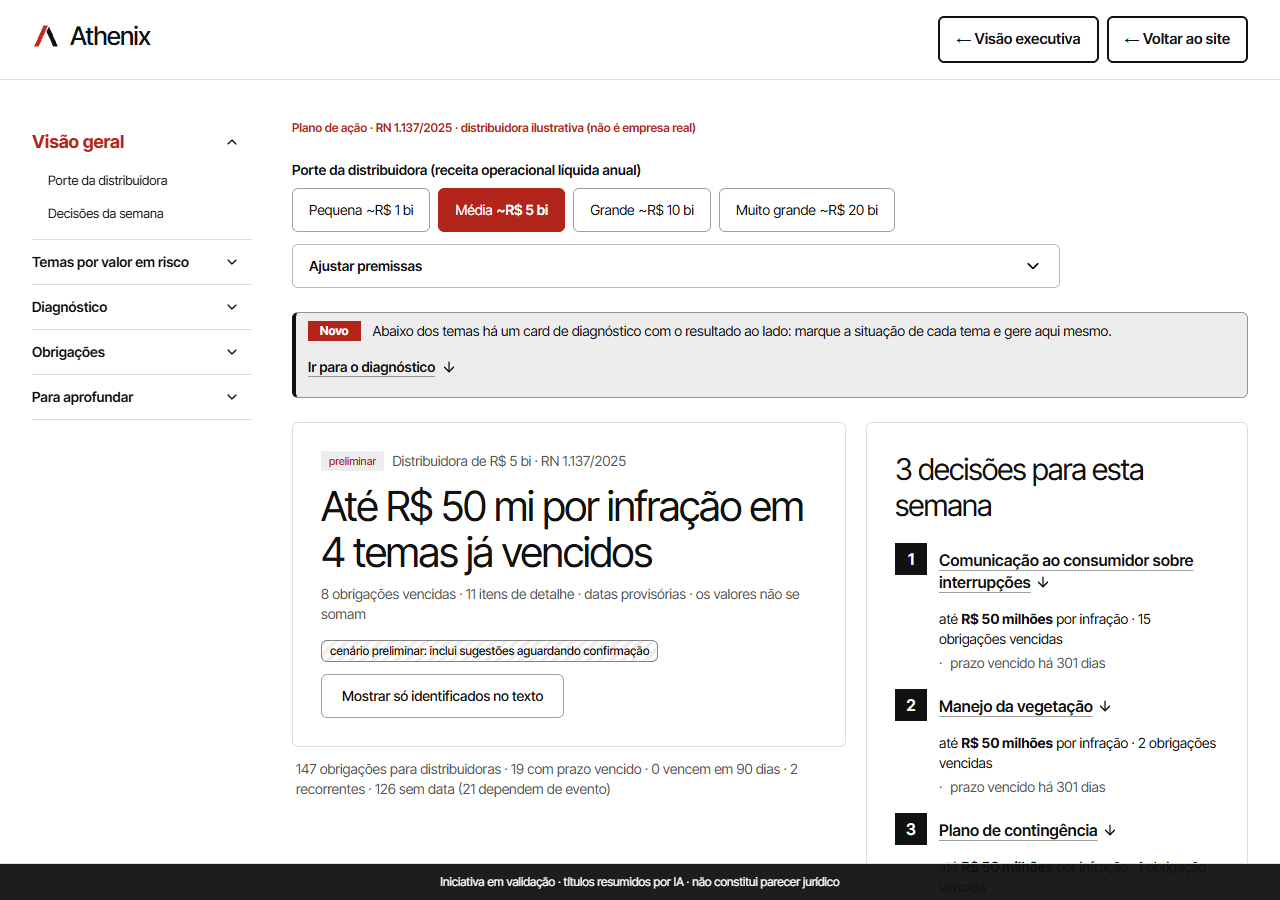 Athenix
← Visão executiva
← Voltar ao site
Visão geral
Porte da distribuidora
Decisões da semana
Temas por valor em risco
Diagnóstico
Obrigações
Para aprofundar
Plano de ação · RN 1.137/2025 · distribuidora ilustrativa (não é empresa real)
Porte da distribuidora (receita operacional líquida anual)
Pequena ~R$ 1 bi
Média ~R$ 5 bi
Grande ~R$ 10 bi
Muito grande ~R$ 20 bi
Ajustar premissas
Novo Abaixo dos temas há um card de diagnóstico com o resultado ao lado: marque a situação de cada tema e gere aqui mesmo.
Ir para o diagnóstico ↓
preliminar Distribuidora de R$ 5 bi · RN 1.137/2025
Até R$ 50 mi por infração em
4 temas já vencidos
8 obrigações vencidas · 11 itens de detalhe · datas provisórias · os valores não se
somam
cenário preliminar: inclui sugestões aguardando confirmação
Mostrar só identificados no texto
147 obrigações para distribuidoras · 19 com prazo vencido · 0 vencem em 90 dias · 2
recorrentes · 126 sem data (21 dependem de evento)
3 decisões para esta
semana
1 Comunicação ao consumidor sobre
interrupções ↓
até R$ 50 milhões por infração · 15
obrigações vencidas
· prazo vencido há 301 dias
2 Manejo da vegetação ↓
até R$ 50 milhões por infração · 2 obrigações
vencidas
· prazo vencido há 301 dias
3 Plano de contingência ↓
até R$ 50 milhões por infração · 1 obrigação
vencida
Iniciativa em validação · títulos resumidos por IA · não constitui parecer jurídico